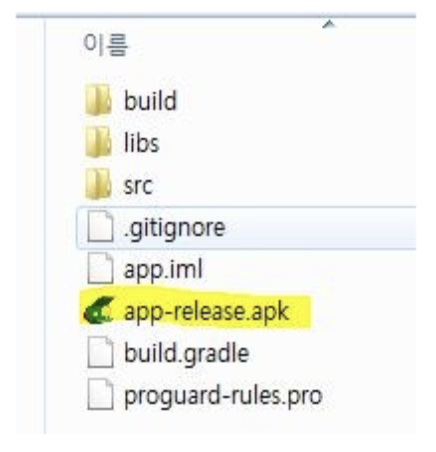 이름
build
libs
src
.gitignore
app.iml
app-release.apk
build.gradle
proguard-rules.pro